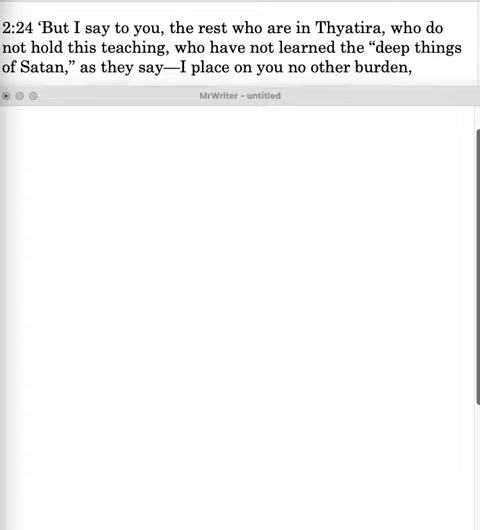 2:24 ‘But I say to you, the rest who are in Thyatira, who do
not hold this teaching, who have not learned the “deep things
of Satan,” as they say—I place on you no other burden,
MrWriter - untitled